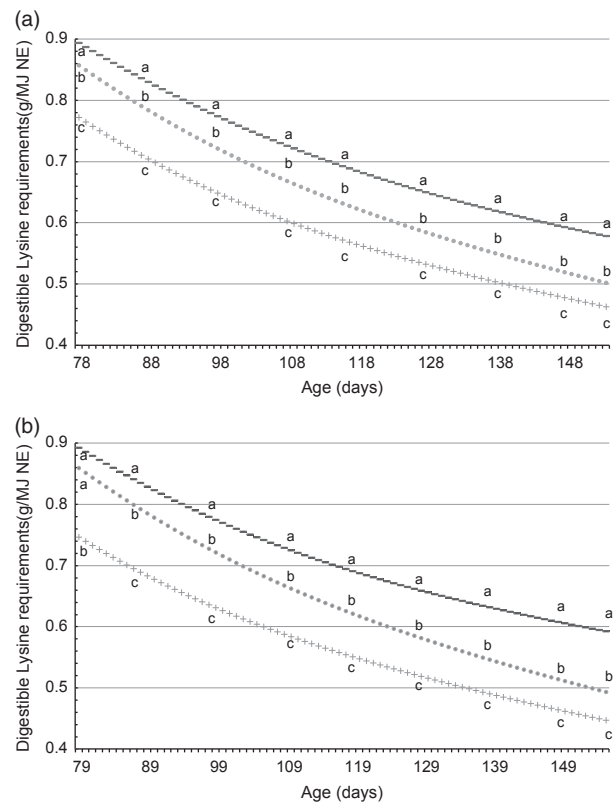 (a)
0.9
0.8
0.7
0.6
0.5
0.4
Digestible Lysine requirements(g/MJ NE)
a a a a a a a a a
b b b b b b b b b
c c c c c c c c c
78 88 98 108 118 128 138 148
Age (days)
(b)
0.9
0.8
0.7
0.6
0.5
0.4
Digestible Lysine requirements(g/MJ NE)
a a a a a a a a a
a b b b b b b b b
b c c c c c c c c
79 89 99 109 119 129 139 149
Age (days)